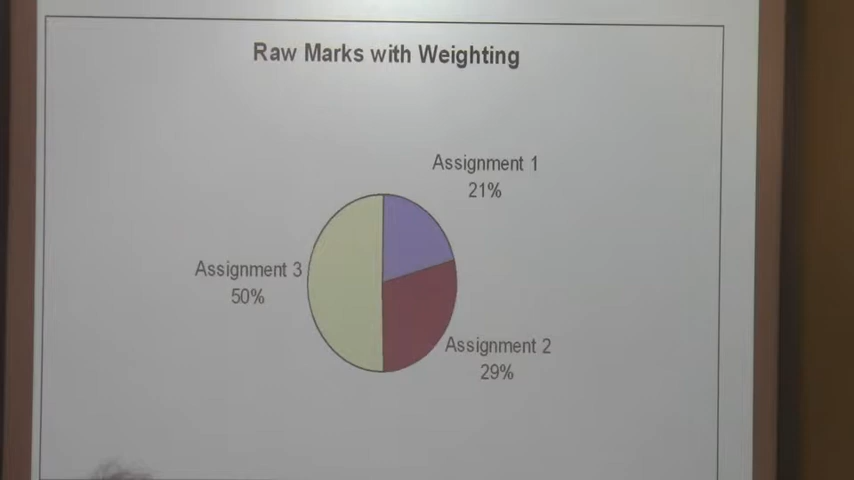 Raw Marks with Weighting
Assignment 1
21%
Assignment 3
50%
Assignment 2
29%